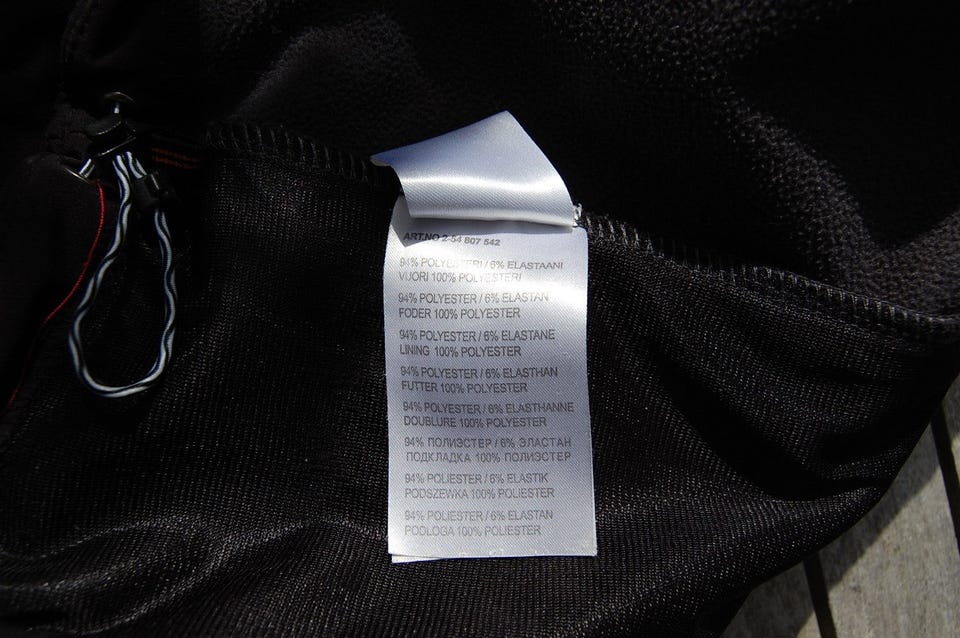 ART.NO 2-54 807 542
94% POLYESTERI / 6% ELASTAANI
VUORI 100% POLYESTERI
94% POLYESTER / 6% ELASTAN
FODER 100% POLYESTER
94% POLYESTER / 6% ELASTANE
LINING 100% POLYESTER
94% POLYESTER / 6% ELASTHAN
FUTTER 100% POLYESTER
94% POLYESTER / 6% ELASTHANNE
DOUBLURE 100% POLYESTER
94% ПОЛИЭСТЕР / 6% ЭЛАСТАН
ПОДКЛАДКА 100% ПОЛИЭСТЕР
94% POLIESTER / 6% ELASTIK
PODSZEWKA 100% POLIESTER
94% POLIESTER / 6% ELASTAN
PODLOGA 100% POLIESTER